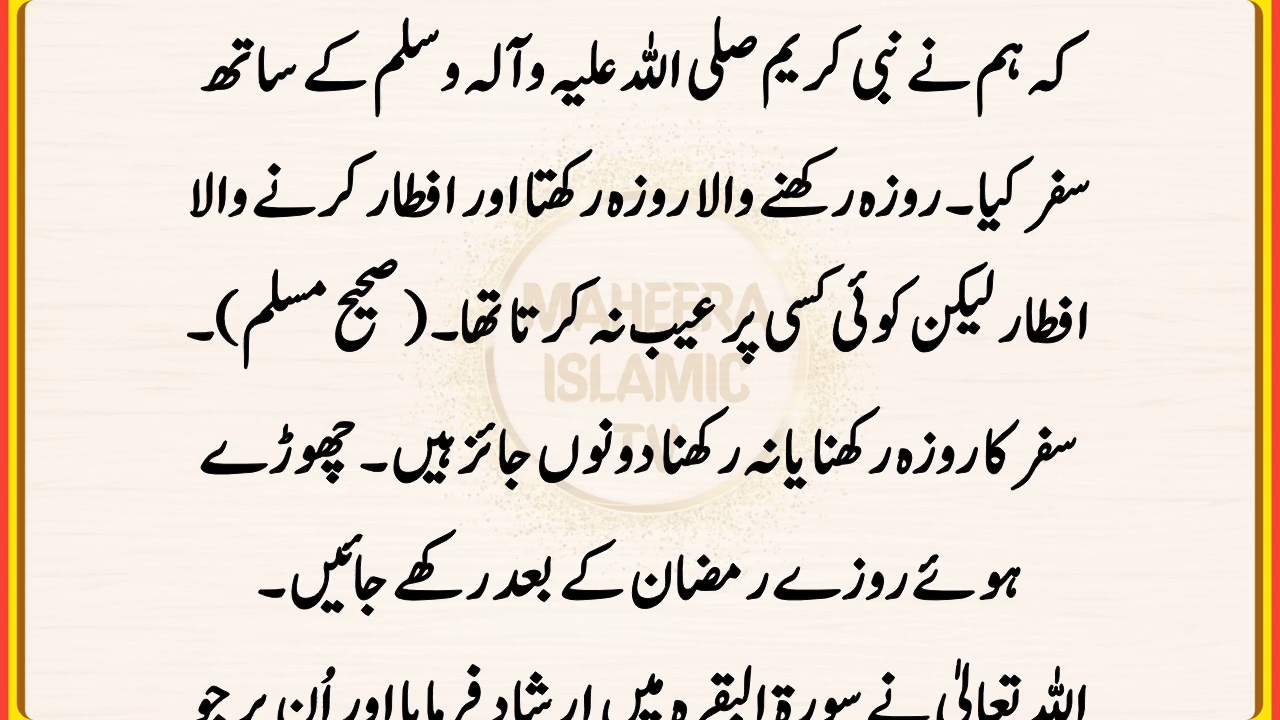 کہ ہم نے نبی کریم صلی اللہ علیہ وآلہ وسلم کے ساتھ
سفر کیا۔ روزہ رکھنے والا روزہ رکھتا اور افطار کرنے والا
افطار لیکن کوئی کسی پر عیب نہ کرتا تھا۔ (صحیح مسلم)۔
سفر کا روزہ رکھنا یا نہ رکھنا دونوں جائز ہیں۔ چھوڑے
ہوئے روزے رمضان کے بعد رکھے جائیں۔
اللہ تعالیٰ نے سورۃ البقرہ میں ارشاد فرمایا اور اُن پر جو
MAHEERA
ISLAMIC
TV